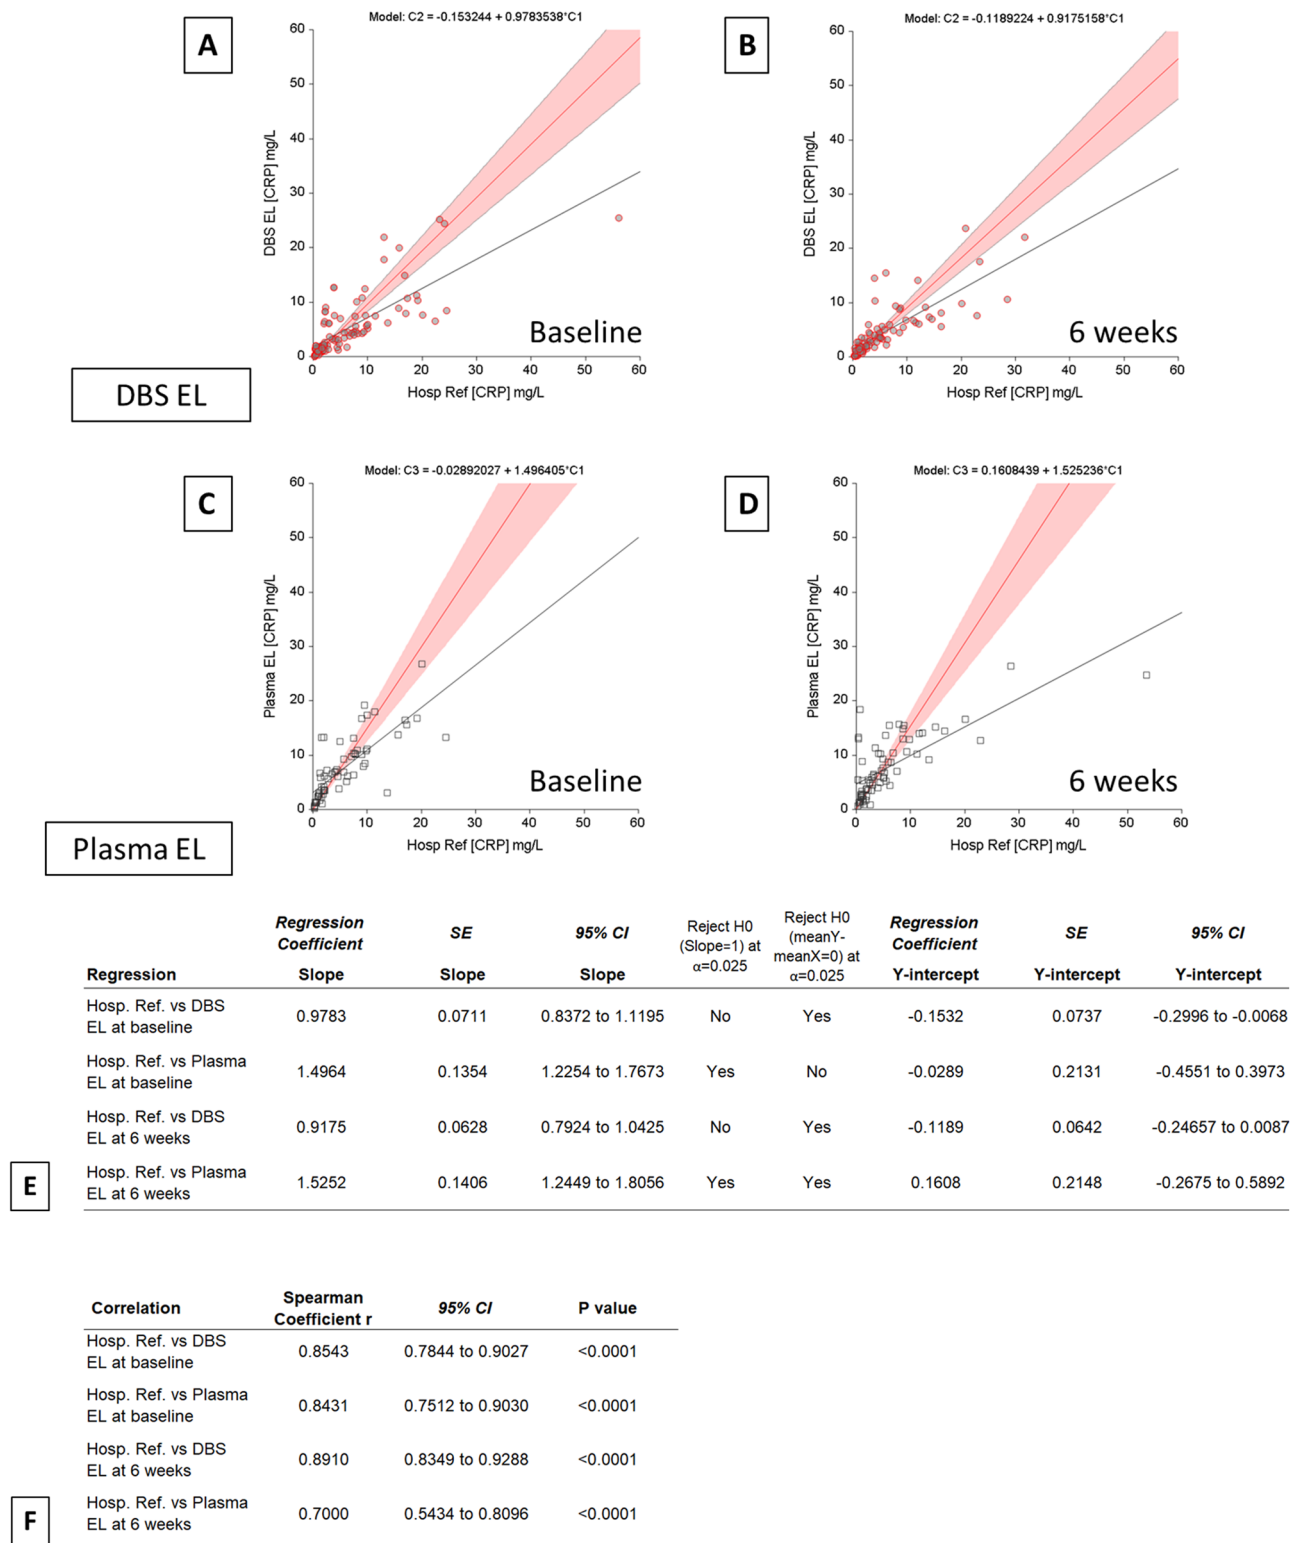 A
Model: C2 = -0.153244 + 0.9783538*C1
60
50
40
30
20
10
0
DBS EL [CRP] mg/L
Baseline
0 10 20 30 40 50 60
Hosp Ref [CRP] mg/L
B
Model: C2 = -0.1189224 + 0.9175158*C1
60
50
40
30
20
10
0
DBS EL [CRP] mg/L
6 weeks
0 10 20 30 40 50 60
Hosp Ref [CRP] mg/L
DBS EL
C
Model: C3 = -0.02892027 + 1.496405*C1
60
50
40
30
20
10
0
Plasma EL [CRP] mg/L
Baseline
0 10 20 30 40 50 60
Hosp Ref [CRP] mg/L
D
Model: C3 = 0.1608439 + 1.525236*C1
60
50
40
30
20
10
0
Plasma EL [CRP] mg/L
6 weeks
0 10 20 30 40 50 60
Hosp Ref [CRP] mg/L
Plasma EL
Regression
Regression
Coefficient
Slope
SE
Slope
95% CI
Slope
Reject H0
(Slope=1) at
α=0.025
Reject H0
(meanY-
meanX=0) at
α=0.025
Regression
Coefficient
Y-intercept
SE
Y-intercept
95% CI
Y-intercept
Hosp. Ref. vs DBS
EL at baseline
0.9783 0.0711 0.8372 to 1.1195 No Yes -0.1532 0.0737 -0.2996 to -0.0068
Hosp. Ref. vs Plasma
EL at baseline
1.4964 0.1354 1.2254 to 1.7673 Yes No -0.0289 0.2131 -0.4551 to 0.3973
Hosp. Ref. vs DBS
EL at 6 weeks
0.9175 0.0628 0.7924 to 1.0425 No Yes -0.1189 0.0642 -0.24657 to 0.0087
E
Hosp. Ref. vs Plasma
EL at 6 weeks
1.5252 0.1406 1.2449 to 1.8056 Yes Yes 0.1608 0.2148 -0.2675 to 0.5892
Correlation
Spearman
Coefficient r
95% CI
P value
Hosp. Ref. vs DBS
EL at baseline
0.8543 0.7844 to 0.9027 <0.0001
Hosp. Ref. vs Plasma
EL at baseline
0.8431 0.7512 to 0.9030 <0.0001
Hosp. Ref. vs DBS
EL at 6 weeks
0.8910 0.8349 to 0.9288 <0.0001
F
Hosp. Ref. vs Plasma
EL at 6 weeks
0.7000 0.5434 to 0.8096 <0.0001